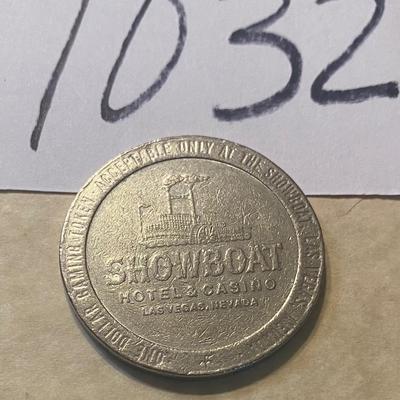 1032
ONE DOLLAR GAMING TOKEN ACCEPTABLE ONLY AT THE SHOWBOAT, LAS VEGAS
SHOWBOAT
HOTEL & CASINO
LAS VEGAS, NEVADA